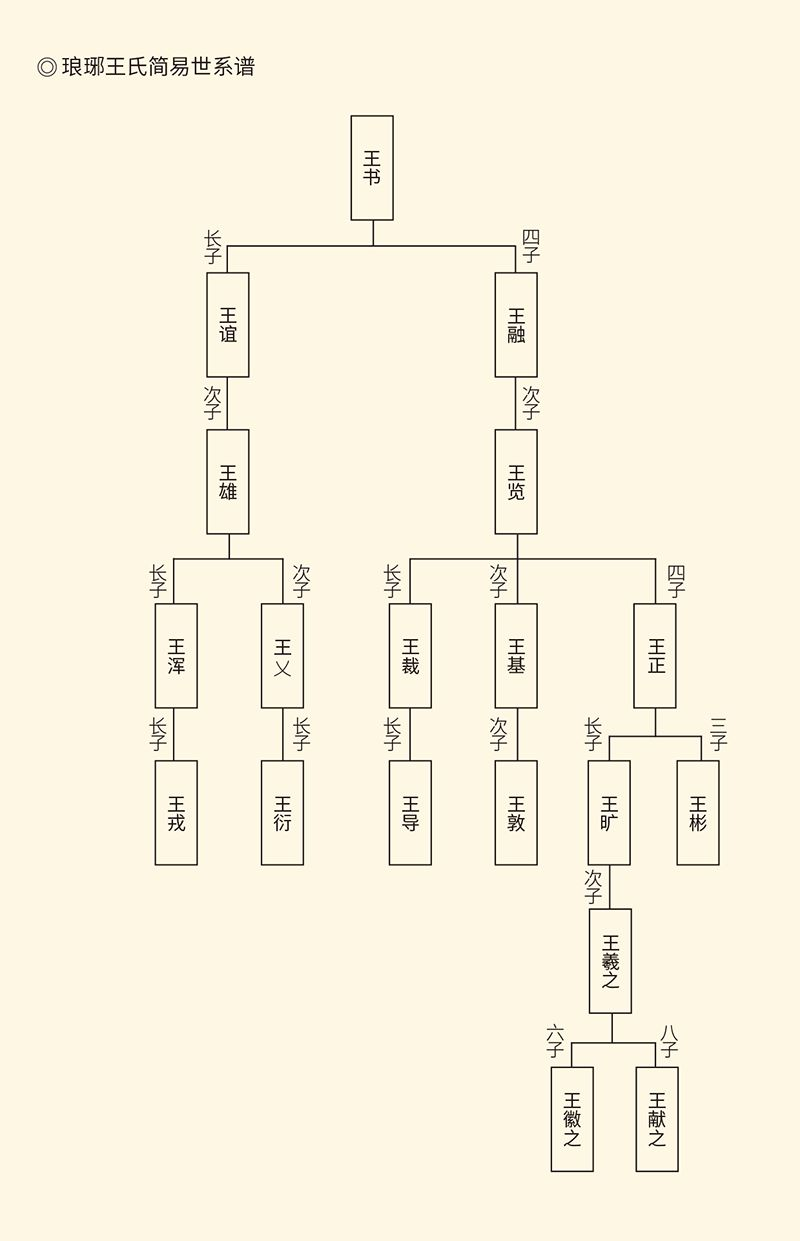 ◎ 琅琊王氏简易世系谱
王书
长子
四子
王谊
王融
次子
次子
王雄
王览
长子
次子
长子
次子
四子
王浑
王乂
王裁
王基
王正
长子
长子
长子
次子
长子
三子
王戎
王衍
王导
王敦
王旷
王彬
次子
王羲之
六子
八子
王徽之
王献之